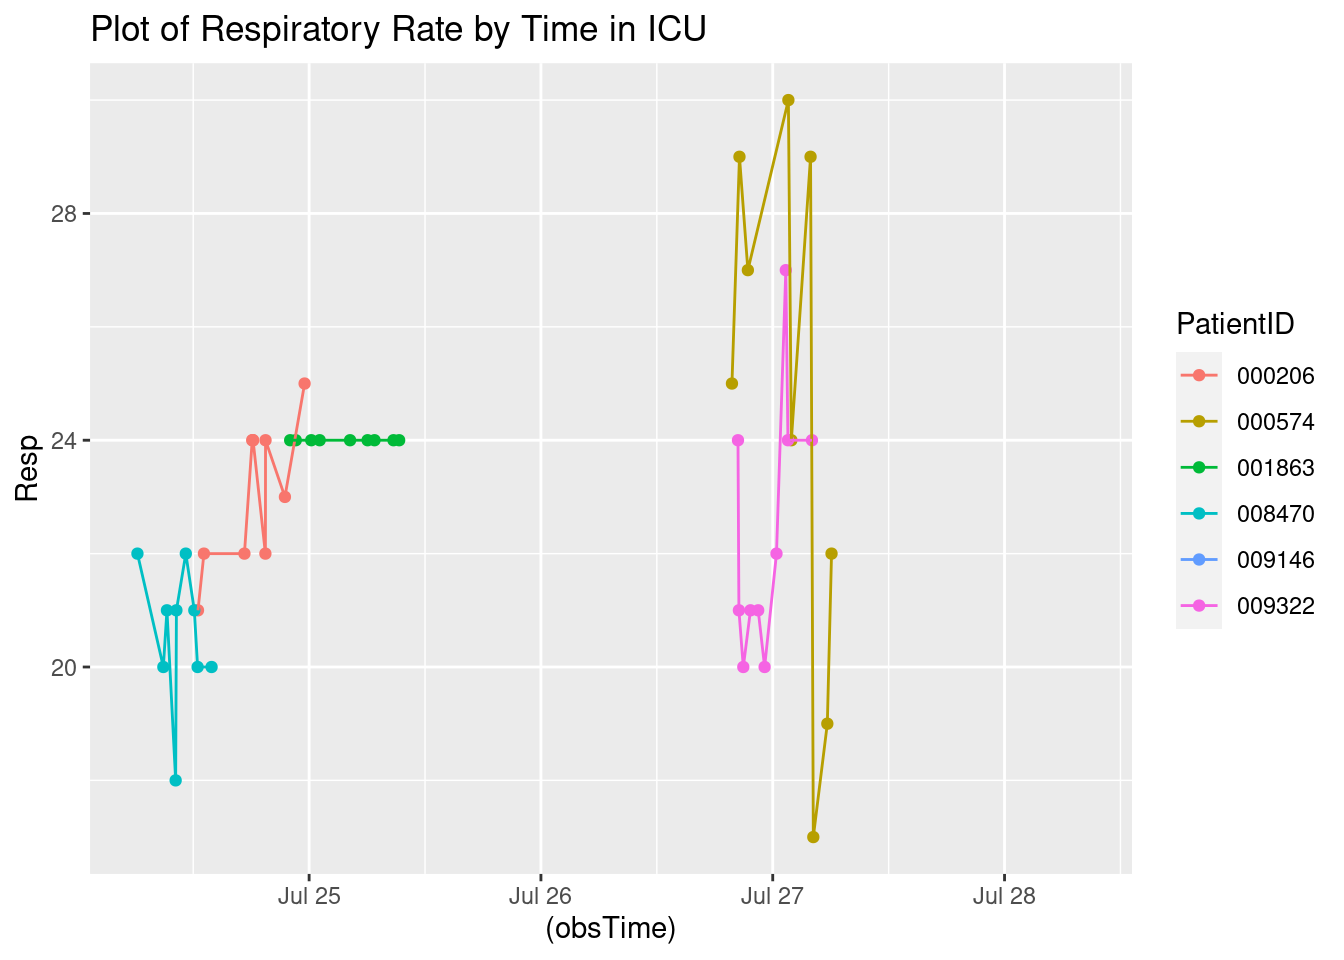 Plot of Respiratory Rate by Time in ICU
Resp
28
24
20
Jul 25
Jul 26
Jul 27
Jul 28
(obsTime)
PatientID
000206
000574
001863
008470
009146
009322